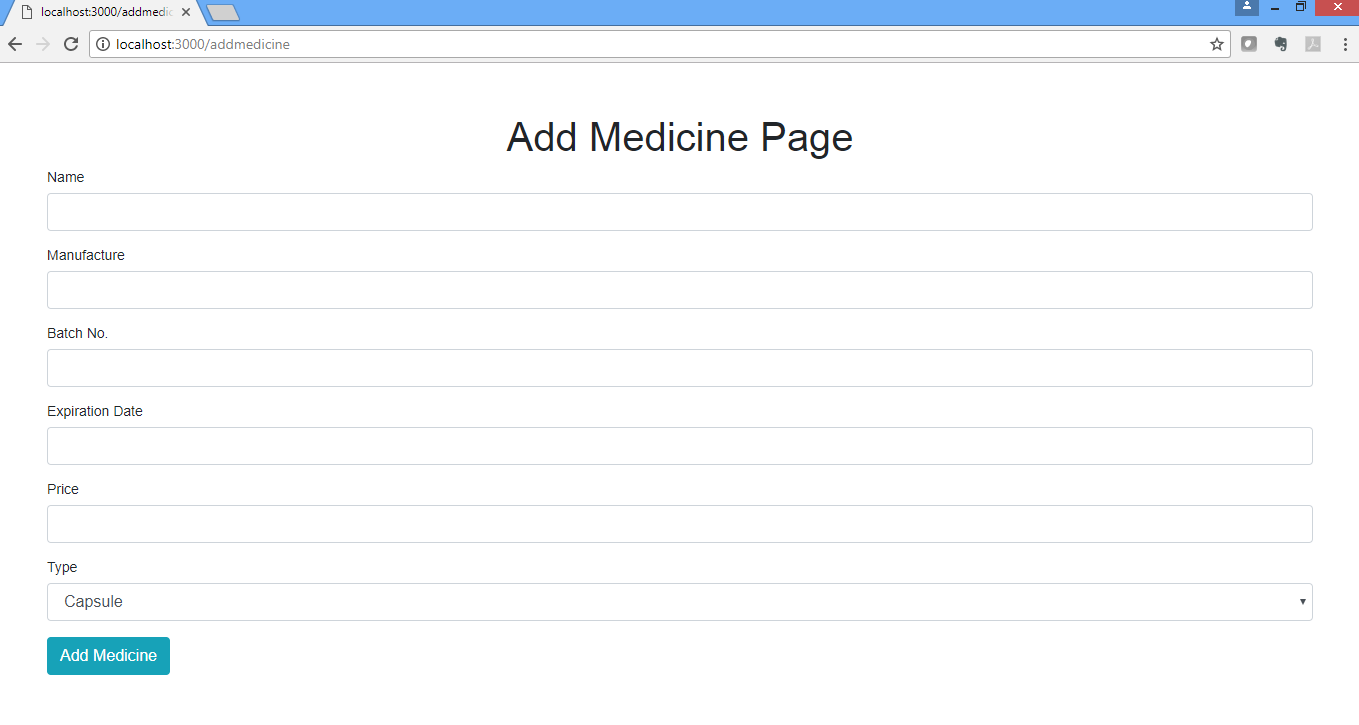 localhost:3000/addmedic
localhost:3000/addmedicine
Add Medicine Page
Name
Manufacture
Batch No.
Expiration Date
Price
Type
Capsule
Add Medicine